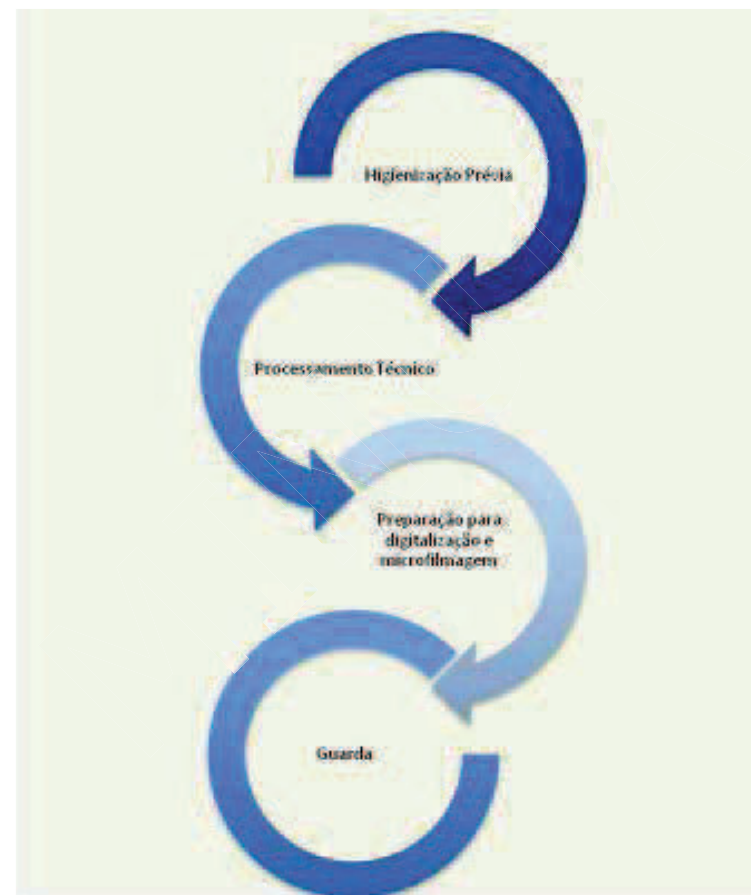 Higienização Prévia
Processamento Técnico
Preparação para
digitalização e
microfilmagem
Guarda